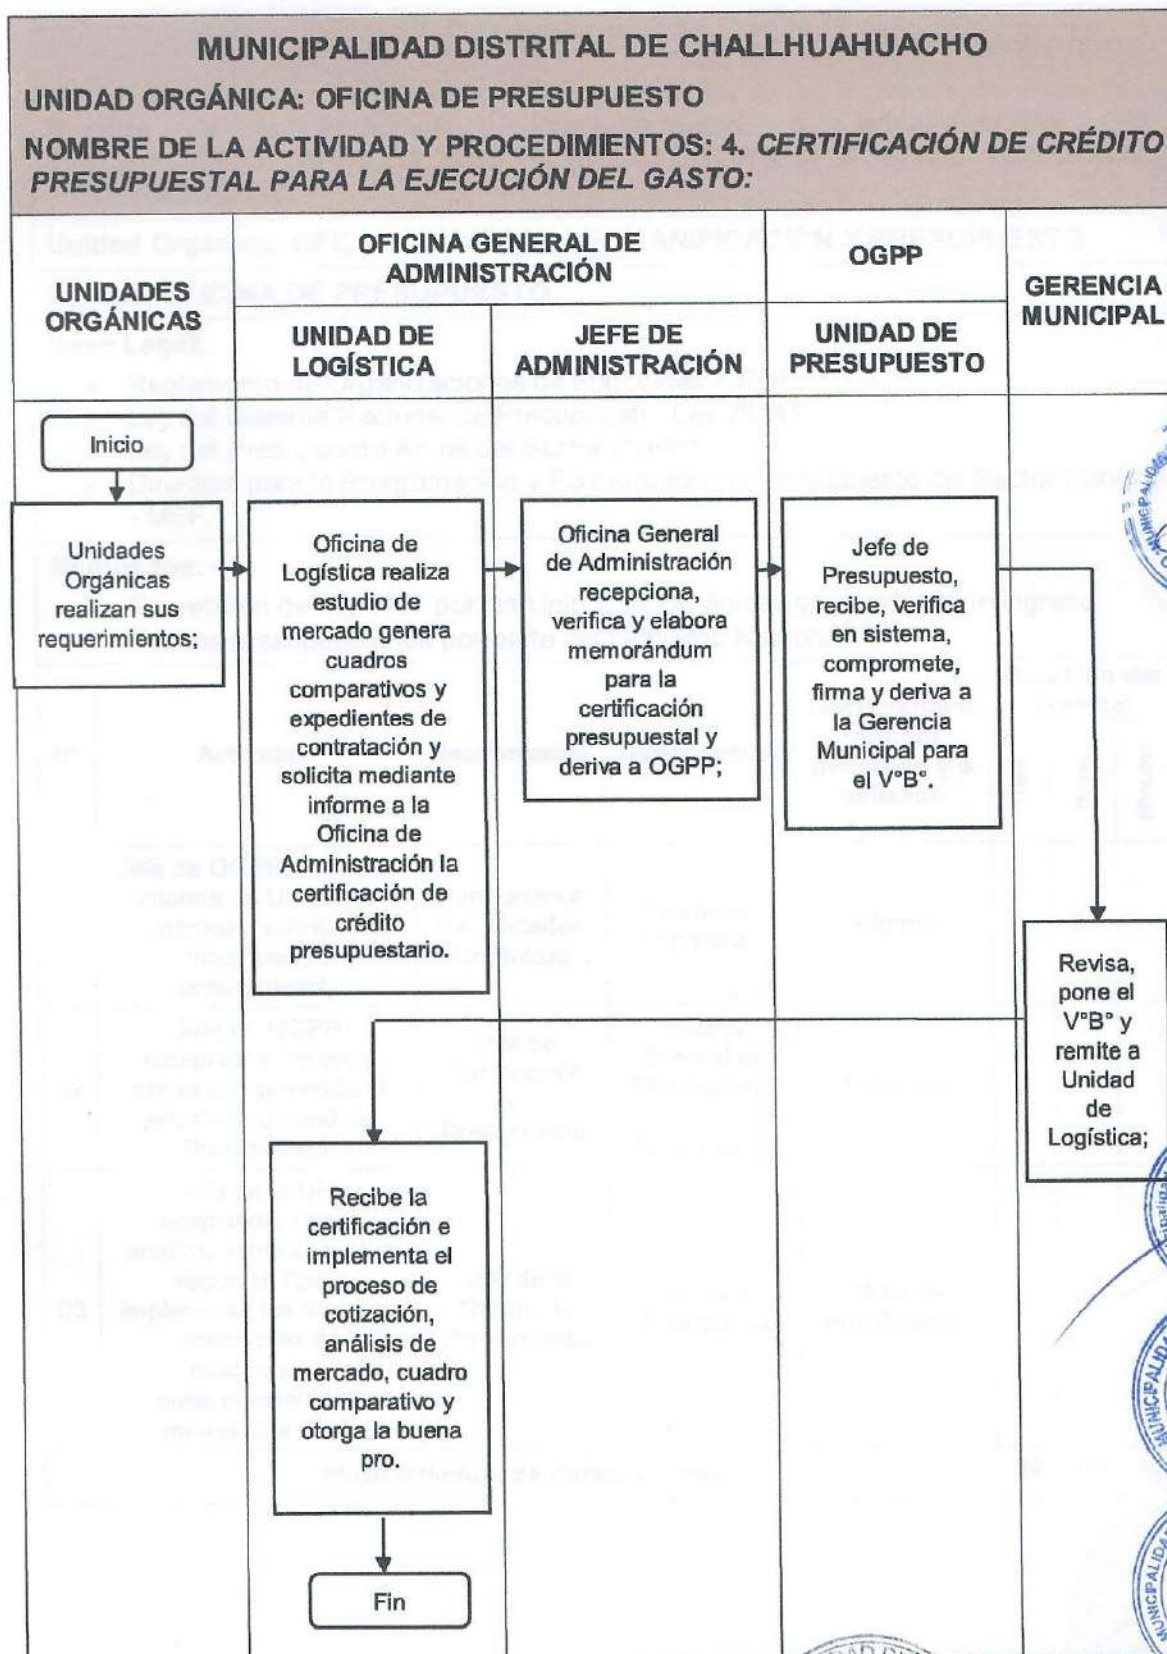 MUNICIPALIDAD DISTRITAL DE CHALLHUAHUACHO
UNIDAD ORGÁNICA: OFICINA DE PRESUPUESTO
NOMBRE DE LA ACTIVIDAD Y PROCEDIMIENTOS: 4. CERTIFICACIÓN DE CRÉDITO
PRESUPUESTAL PARA LA EJECUCIÓN DEL GASTO:
UNIDADES
ORGÁNICAS
OFICINA GENERAL DE
ADMINISTRACIÓN
OGPP
GERENCIA
MUNICIPAL
UNIDAD DE
LOGÍSTICA
JEFE DE
ADMINISTRACIÓN
UNIDAD DE
PRESUPUESTO
Inicio
Unidades
Orgánicas
realizan sus
requerimientos;
Oficina de
Logística realiza
estudio de
mercado genera
cuadros
comparativos y
expedientes de
contratación y
solicita mediante
informe a la
Oficina de
Administración la
certificación de
crédito
presupuestario.
Oficina General
de Administración
recepciona,
verifica y elabora
memorándum
para la
certificación
presupuestal y
deriva a OGPP;
Jefe de
Presupuesto,
recibe, verifica
en sistema,
compromete,
firma y deriva a
la Gerencia
Municipal para
el V°B°.
Revisa,
pone el
V°B° y
remite a
Unidad
de
Logística;
Recibe la
certificación e
implementa el
proceso de
cotización,
análisis de
mercado, cuadro
comparativo y
otorga la buena
pro.
Fin